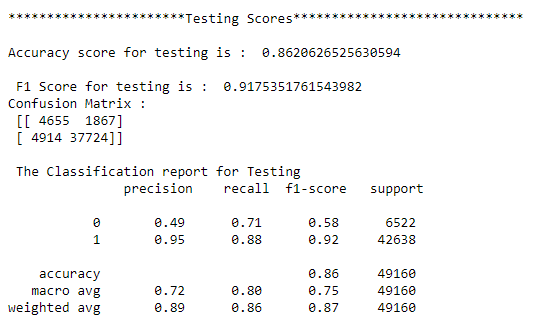 ***********************Testing Scores******************************
Accuracy score for testing is :  0.8620626525630594
F1 Score for testing is :  0.9175351761543982
Confusion Matrix :
[[ 4655  1867]
[ 4914 37724]]
The Classification report for Testing
precision    recall  f1-score   support
0       0.49      0.71      0.58      6522
1       0.95      0.88      0.92     42638
accuracy                           0.86     49160
macro avg       0.72      0.80      0.75     49160
weighted avg       0.89      0.86      0.87     49160